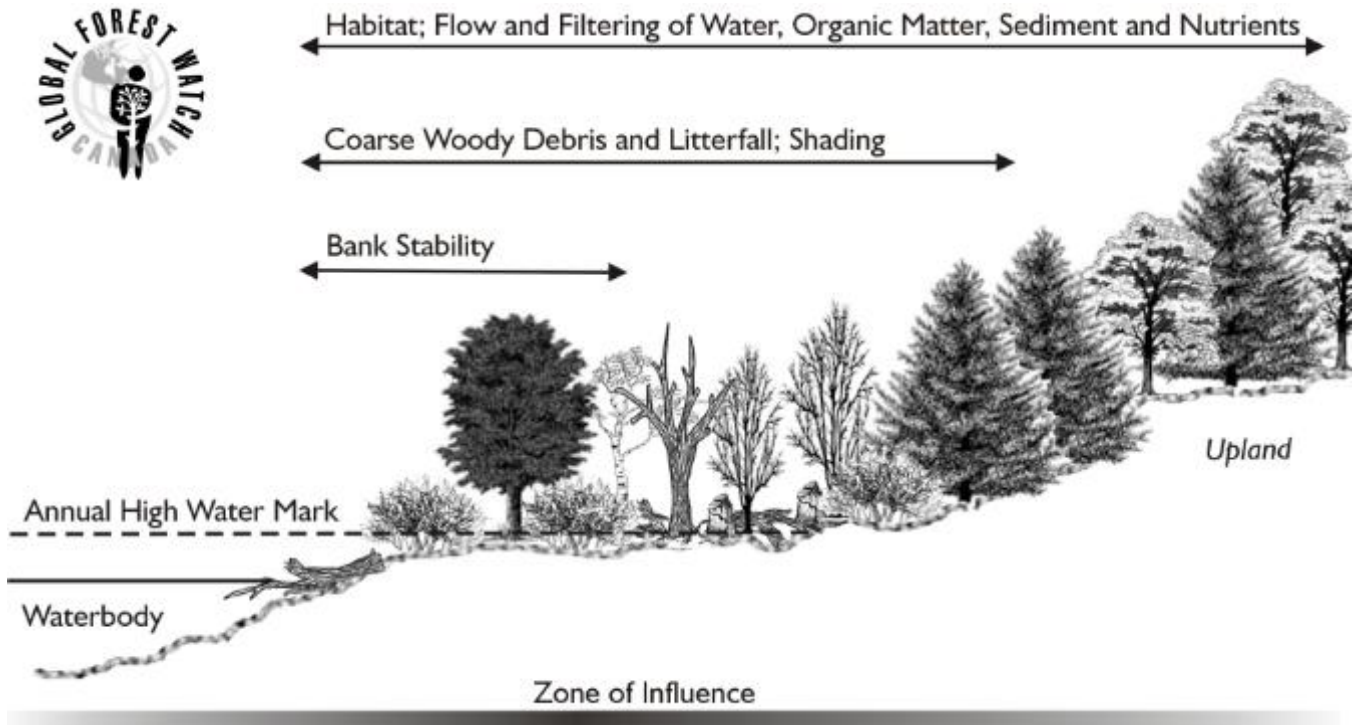 GLOBAL FOREST WATCH
CANADA
Habitat; Flow and Filtering of Water, Organic Matter, Sediment and Nutrients
Coarse Woody Debris and Litterfall; Shading
Bank Stability
Upland
Annual High Water Mark
Waterbody
Zone of Influence